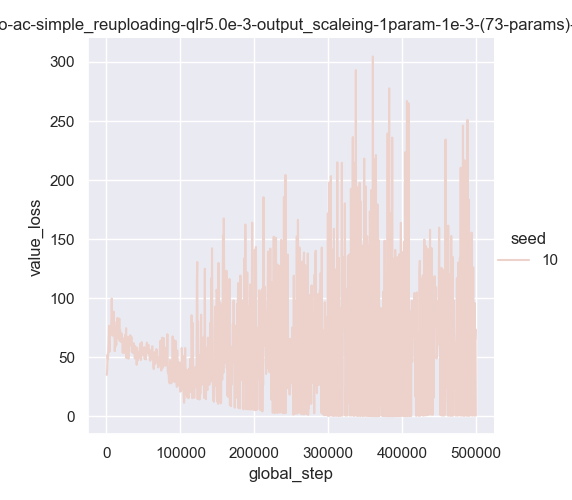 o-ac-simple_reuploading-qlr5.0e-3-output_scaleing-1param-1e-3-(73-params)-
300
250
200
150
100
50
0
value_loss
0 100000 200000 300000 400000 500000
global_step
seed
10